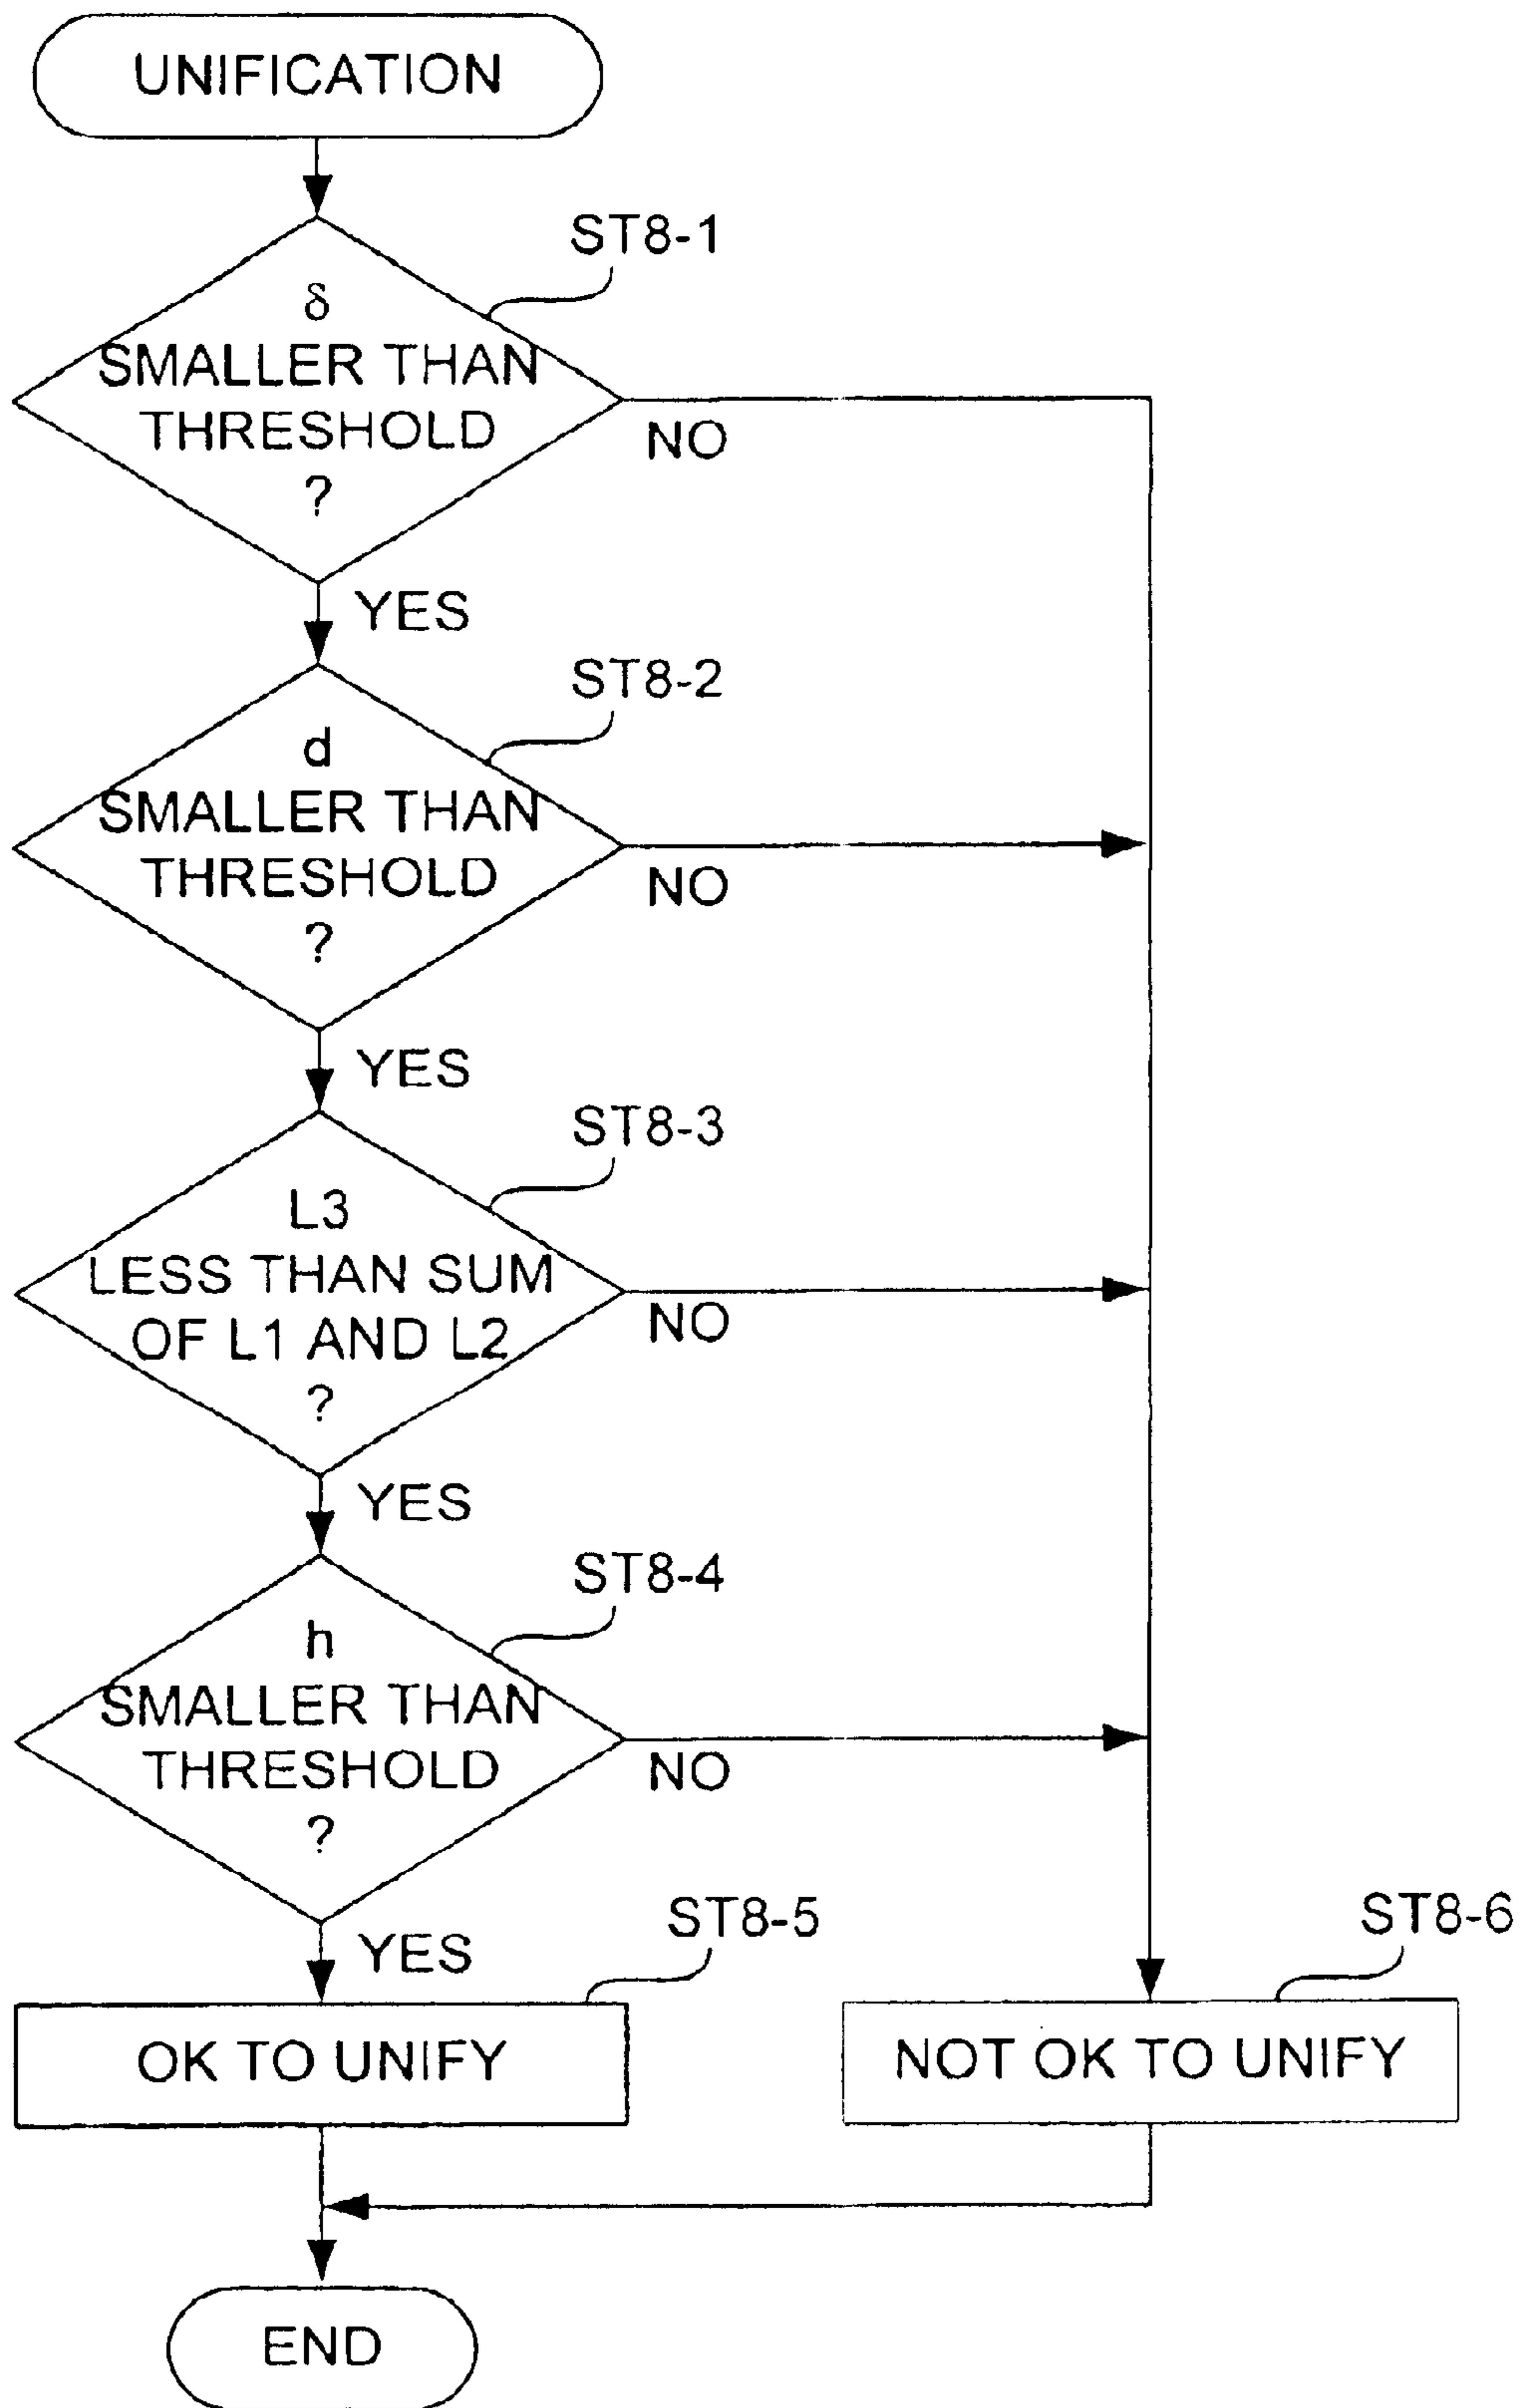 UNIFICATION
ST8-1
δ
SMALLER THAN
THRESHOLD
?
NO
YES
ST8-2
d
SMALLER THAN
THRESHOLD
?
NO
YES
ST8-3
L3
LESS THAN SUM
OF L1 AND L2
?
NO
YES
ST8-4
h
SMALLER THAN
THRESHOLD
?
NO
YES
ST8-5
ST8-6
OK TO UNIFY
NOT OK TO UNIFY
END